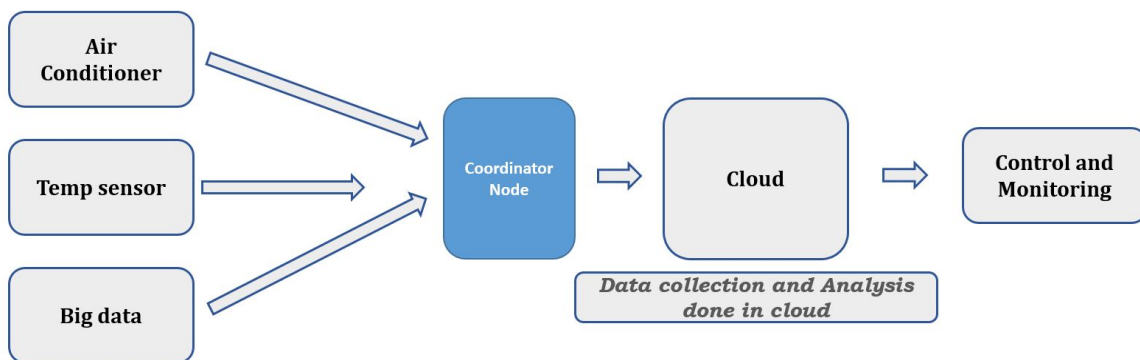 Air
Conditioner
Temp sensor
Big data
Coordinator
Node
Cloud
Data collection and Analysis
done in cloud
Control and
Monitoring